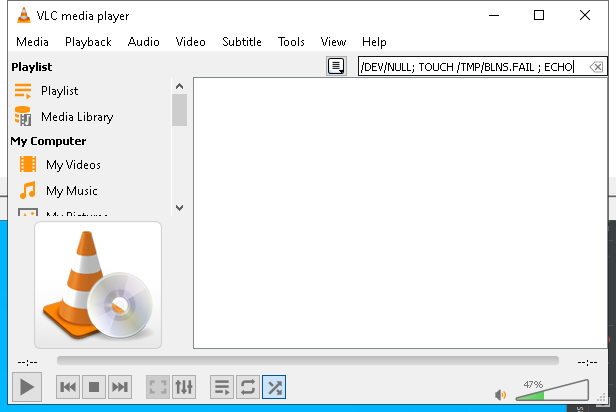 VLC media player
Media Playback Audio Video Subtitle Tools View Help
Playlist
/DEV/NULL; TOUCH /TMP/BLNS.FAIL ; ECHO
Playlist
Media Library
My Computer
My Videos
My Music
My Pictures
--:-- --:--
47%